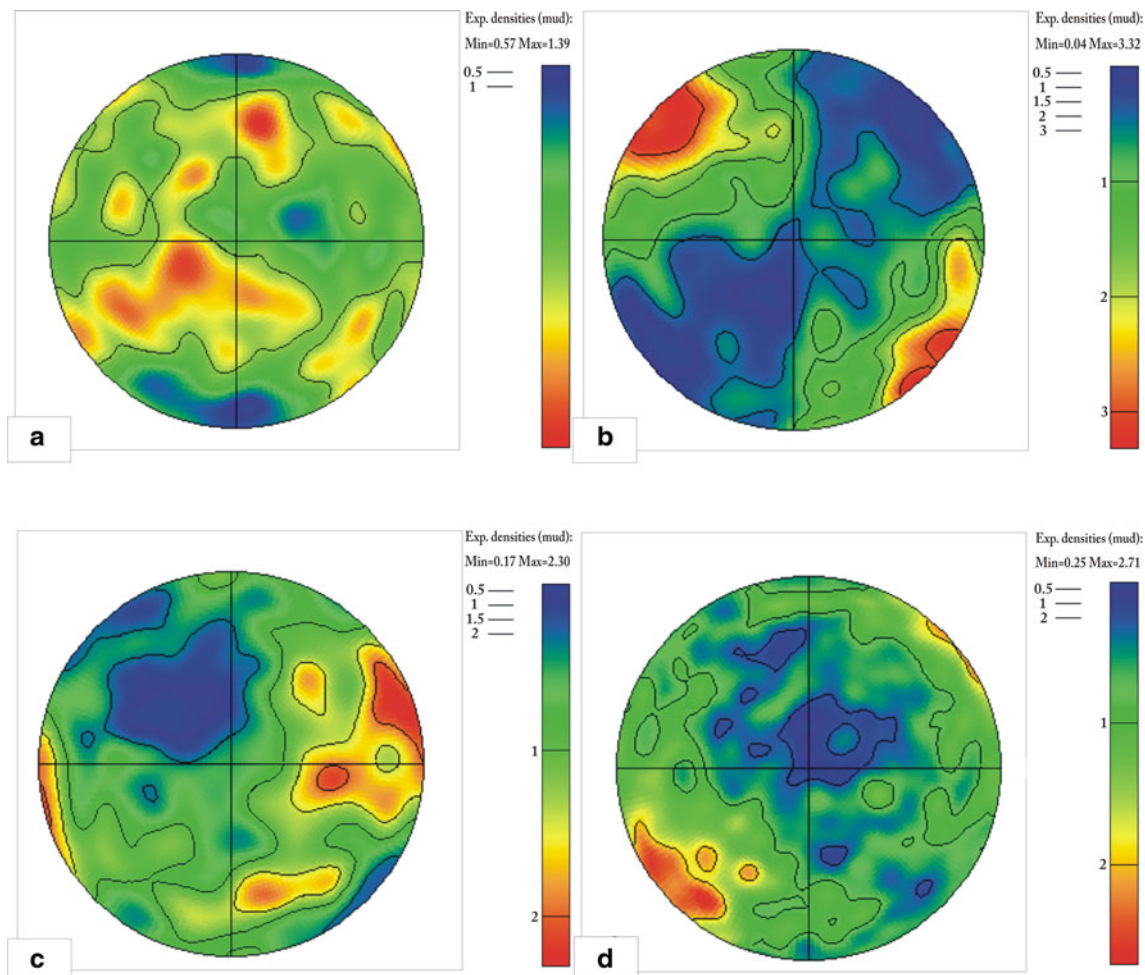 Exp. densities (mud):
Min=0.57 Max=1.39
0.5
1
a
Exp. densities (mud):
Min=0.04 Max=3.32
0.5
1
1.5
2
3
1
2
3
b
Exp. densities (mud):
Min=0.17 Max=2.30
0.5
1
1.5
2
1
2
c
Exp. densities (mud):
Min=0.25 Max=2.71
0.5
1
2
1
2
d